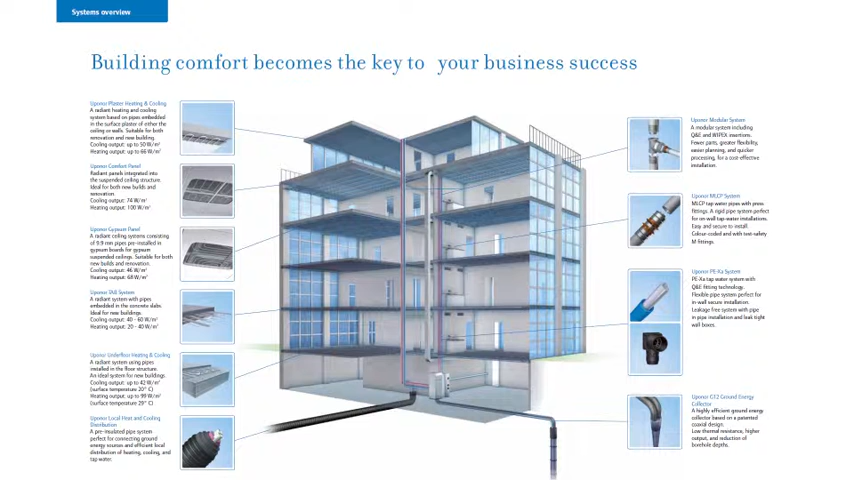 Systems overview
Building comfort becomes the key to your business success
Uponor Plaster Heating & Cooling
A radiant heating and cooling
system based on pipes embedded
in the surface plaster of either the
ceiling or walls. Suitable for both
renovation and new building.
Cooling output: up to 50 W/m²
Heating output: up to 66 W/m²
Uponor Comfort Panel
Radiant panels integrated into
the suspended ceiling structure.
Ideal for both new builds and
renovation.
Cooling output: 74 W/m²
Heating output: 100 W/m²
Uponor Gypsum Panel
A radiant ceiling systems consisting
of 9.9 mm pipes pre-installed in
gypsum boards for gypsum
suspended ceilings. Suitable for both
new builds and renovation.
Cooling output: 46 W/m²
Heating output: 68 W/m²
Uponor TAB System
A radiant system with pipes
embedded in the concrete slabs.
Ideal for new buildings.
Cooling output: 40 - 60 W/m²
Heating output: 20 - 40 W/m²
Uponor Underfloor Heating & Cooling
A radiant system using pipes
installed in the floor structure.
An ideal system for new buildings.
Cooling output: up to 42 W/m²
(surface temperature 20° C)
Heating output: up to 99 W/m²
(surface temperature 20° C)
Uponor Local Heat and Cooling
Distribution
A pre-insulated pipe system
perfect for connecting ground
energy sources and efficient local
distribution of heating, cooling, and
tap water.
Uponor Modular System
A modular system including
Q&E and WIPEX insertions.
Fewer parts, greater flexibility,
easier planning, and quicker
processing, for a cost-effective
installation.
Uponor MLCP System
MLCP tap water pipes with press
fittings. A rigid pipe system perfect
for on wall tap-water installations.
Easy and secure to install.
Colour-coded and with test-safety
M-fittings.
Uponor PE-Xa System
PE-Xa tap water system with
Q&E fitting technology.
Flexible pipe system perfect for
in-wall secure installation.
Leakage free system with pipe
in pipe installation and leak tight
wall boxes.
Uponor G12 Ground Energy
Collector
A highly efficient ground energy
collector based on a patented
coaxial design.
Low thermal resistance, higher
output, and reduction of
borehole depths.